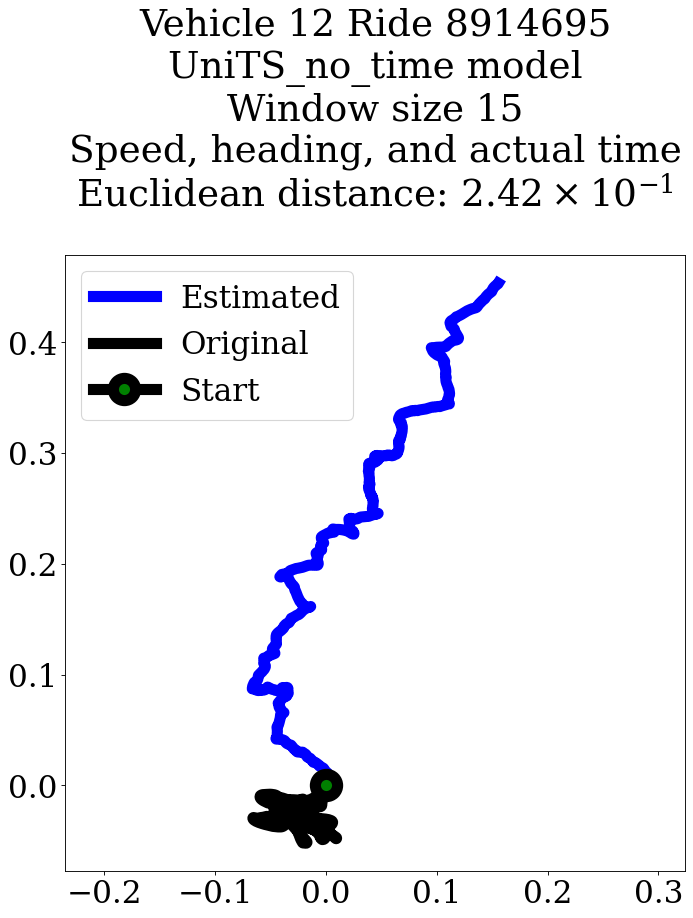 Vehicle 12 Ride 8914695
UniTS_no_time model
Window size 15
Speed, heading, and actual time
Euclidean distance: 2.42 × 10⁻¹
Estimated
Original
Start
0.4
0.3
0.2
0.1
0.0
−0.2 −0.1 0.0 0.1 0.2 0.3